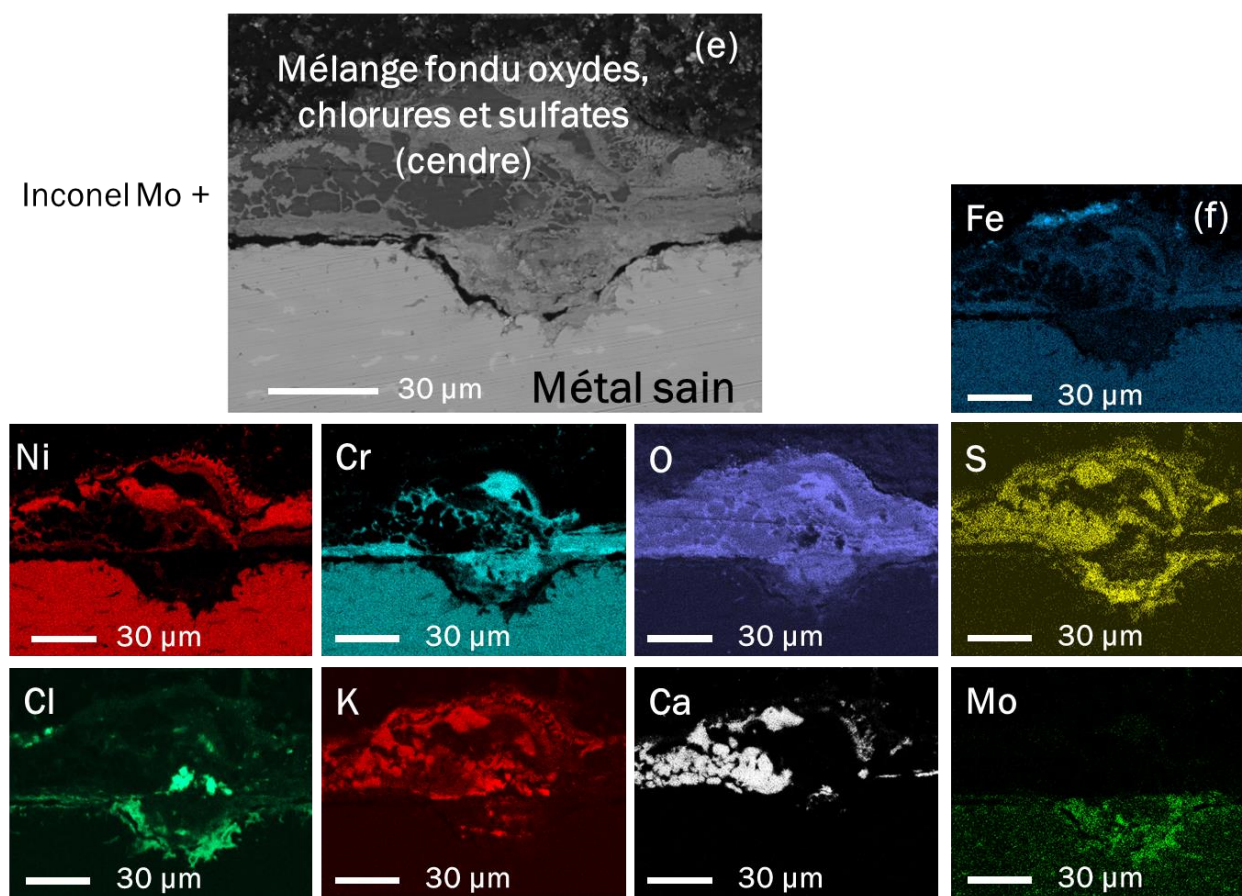 (e)
Mélange fondu oxydes,
chlorures et sulfates
(cendre)
Inconel Mo +
30 µm
Métal sain
Fe
(f)
30 µm
Ni
30 µm
Cr
30 µm
O
30 µm
S
30 µm
Cl
30 µm
K
30 µm
Ca
30 µm
Mo
30 µm